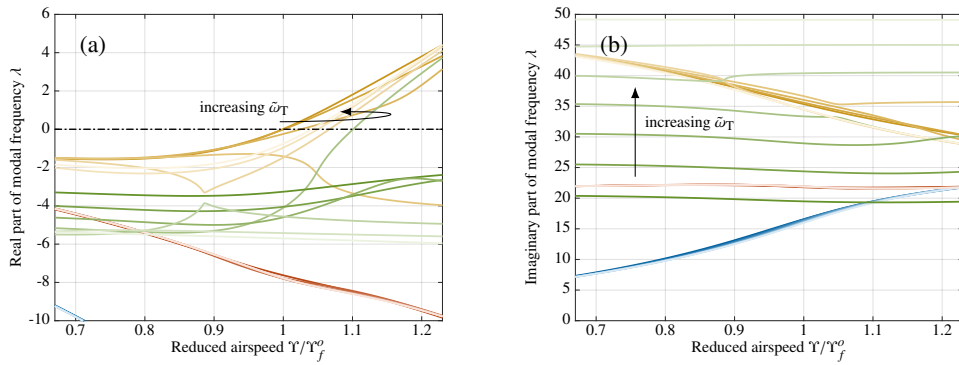 (a)
Real part of modal frequency λ
6
4
2
0
-2
-4
-6
-8
-10
increasing ω̃T
0.7 0.8 0.9 1 1.1 1.2
Reduced airspeed ϒ/ϒ_f^o
(b)
Imaginary part of modal frequency λ
50
45
40
35
30
25
20
15
10
5
0
increasing ω̃T
0.7 0.8 0.9 1 1.1 1.2
Reduced airspeed ϒ/ϒ_f^o